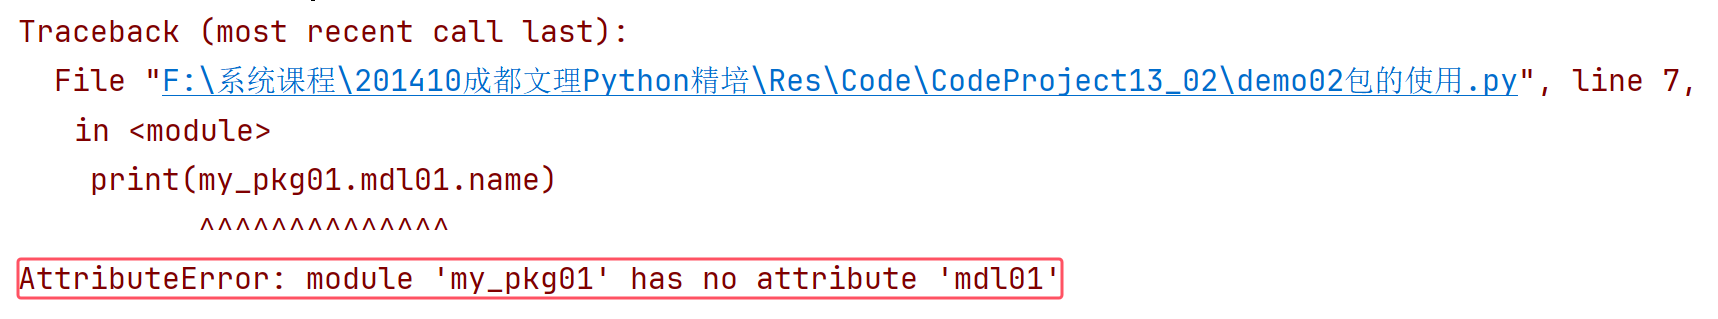 Traceback (most recent call last):
File "F:\系统课程\201410成都文理Python精培\Res\Code\CodeProject13_02\demo02包的使用.py", line 7,
in <module>
print(my_pkg01.mdl01.name)
^^^^^^^^^^^^^^
AttributeError: module 'my_pkg01' has no attribute 'mdl01'